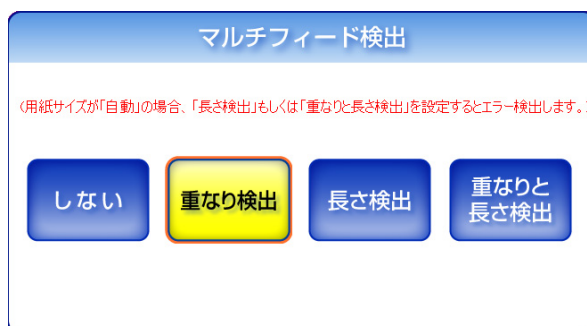 マルチフィード検出
(用紙サイズが「自動」の場合、「長さ検出」もしくは「重なりと長さ検出」を設定するとエラー検出します。)
しない
重なり検出
長さ検出
重なりと
長さ検出